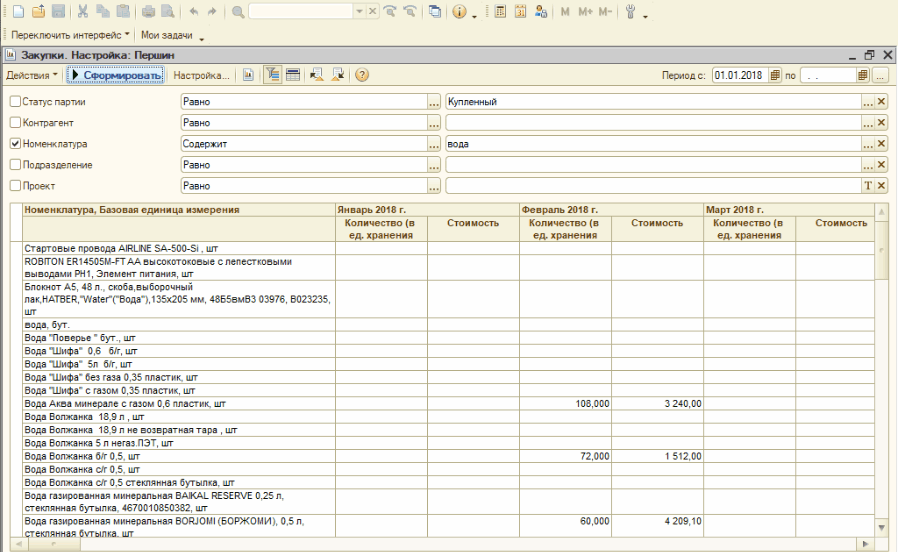 M M+ M-
Переключить интерфейс Мои задачи
Закупки. Настройка: Першин
Действия Сформировать Настройка... Период с: 01.01.2018 по . . ...
Статус партии Равно ... Купленный ... X
Контрагент Равно ... ... X
Номенклатура Содержит ... вода ... X
Подразделение Равно ... ... X
Проект Равно ... T X
Номенклатура, Базовая единица измерения Январь 2018 г. Февраль 2018 г. Март 2018 г.
Количество (в Стоимость Количество (в Стоимость Количество (в Стоимость
ед. хранения ед. хранения ед. хранения
Стартовые провода AIRLINE SA-500-Si , шт
ROBITON ER14505M-FT AA высокотоковые с лепестковыми
выводами PH1, Элемент питания, шт
Блокнот А5, 48 л., скоба,выборочный
лак,HATBER,"Water"("Вода"),135х205 мм, 48Б5вмВ3 03976, В023235,
шт
вода, бут.
Вода "Поверье " бут., шт
Вода "Шифа" 0,6 б/г, шт
Вода "Шифа" 5л б/г, шт
Вода "Шифа" без газа 0,35 пластик, шт
Вода "Шифа" с газом 0,35 пластик, шт
Вода Аква минерале с газом 0,6 пластик, шт 108,000 3 240,00
Вода Волжанка 18,9 л , шт
Вода Волжанка 18,9 л не возвратная тара , шт
Вода Волжанка 5 л негаз.ПЭТ, шт
Вода Волжанка б/г 0,5, шт 72,000 1 512,00
Вода Волжанка с/г 0,5, шт
Вода Волжанка с/г 0,5 стеклянная бутылка, шт
Вода газированная минеральная BAIKAL RESERVE 0,25 л,
стеклянная бутылка, 4670010850382, шт
Вода газированная минеральная BORJOMI (БОРЖОМИ), 0,5 л, 60,000 4 209,10
стеклянная бутылка, шт